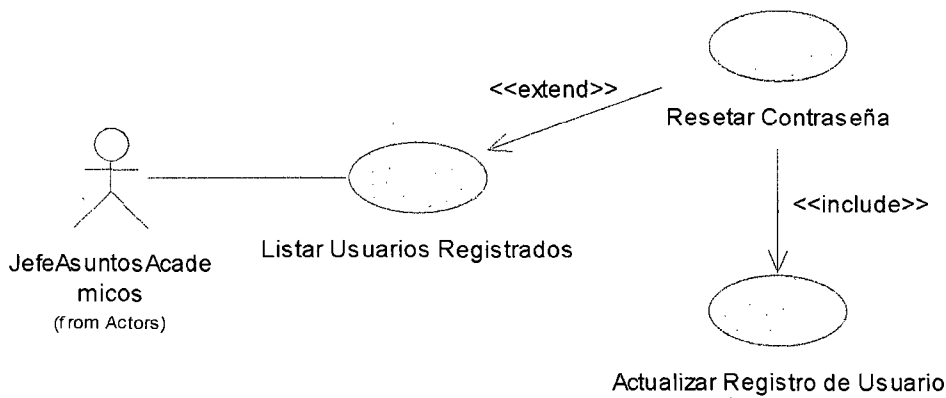 <<extend>>
Resetar Contraseña
<<include>>
Listar Usuarios Registrados
JefeAsuntosAcade
micos
(from Actors)
Actualizar Registro de Usuario